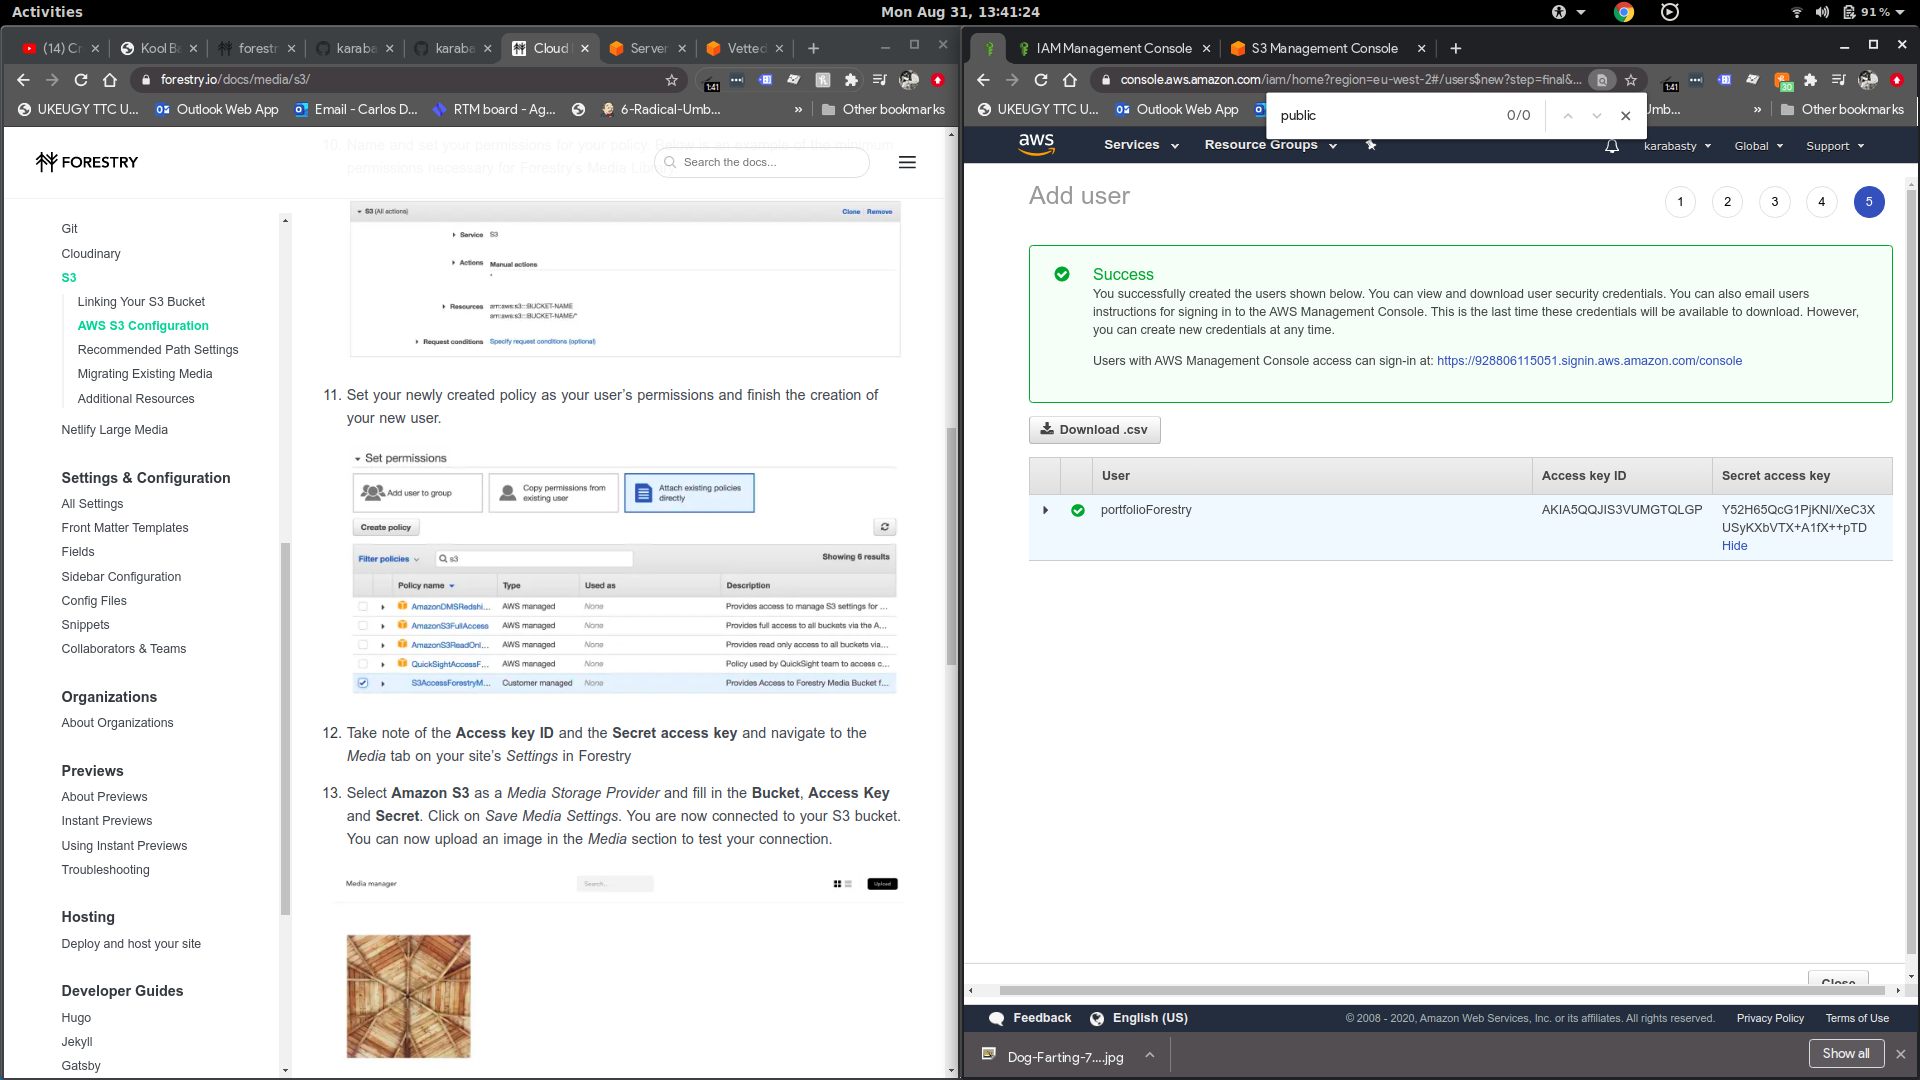 Activities
Mon Aug 31, 13:41:24
91 %
(14) Cr
Kool B
forestr
karaba
karaba
Cloud
Server
Vetted
forestry.io/docs/media/s3/
1:41
UKEUGY TTC U...
Outlook Web App
Email - Carlos D...
RTM board - Ag...
6-Radical-Umb...
»
Other bookmarks
FORESTRY
10. Name and set your permissions for your policy. Below is an example of the minimum
permissions necessary for Forestry's Media Library
Search the docs...
Git
Cloudinary
S3
Linking Your S3 Bucket
AWS S3 Configuration
Recommended Path Settings
Migrating Existing Media
Additional Resources
Netlify Large Media
Settings & Configuration
All Settings
Front Matter Templates
Fields
Sidebar Configuration
Config Files
Snippets
Collaborators & Teams
Organizations
About Organizations
Previews
About Previews
Instant Previews
Using Instant Previews
Troubleshooting
Hosting
Deploy and host your site
Developer Guides
Hugo
Jekyll
Gatsby
S3 (All actions)
Clone Remove
Service S3
Actions Manual actions
*
Resources arn:aws:s3:::BUCKET-NAME
arn:aws:s3:::BUCKET-NAME/*
Request conditions Specify request conditions (optional)
11. Set your newly created policy as your user's permissions and finish the creation of
your new user.
Set permissions
Add user to group
Copy permissions from
existing user
Attach existing policies
directly
Create policy
Filter policies
s3
Showing 6 results
Policy name Type Used as Description
AmazonDMSRedshi... AWS managed None Provides access to manage S3 settings for ...
AmazonS3FullAccess AWS managed None Provides full access to all buckets via the A...
AmazonS3ReadOnl... AWS managed None Provides read only access to all buckets via...
QuickSightAccessF... AWS managed None Policy used by QuickSight team to access c...
S3AccessForestryM... Customer managed None Provides Access to Forestry Media Bucket f...
12. Take note of the Access key ID and the Secret access key and navigate to the
Media tab on your site's Settings in Forestry
13. Select Amazon S3 as a Media Storage Provider and fill in the Bucket, Access Key
and Secret. Click on Save Media Settings. You are now connected to your S3 bucket.
You can now upload an image in the Media section to test your connection.
Media manager
Search...
Upload
IAM Management Console
S3 Management Console
console.aws.amazon.com/iam/home?region=eu-west-2#/users$new?step=final&...
1:41
30
UKEUGY TTC U...
Outlook Web App
Umb...
»
Other bookmarks
public
0/0
aws
Services
Resource Groups
karabasty
Global
Support
Add user
1 2 3 4 5
Success
You successfully created the users shown below. You can view and download user security credentials. You can also email users
instructions for signing in to the AWS Management Console. This is the last time these credentials will be available to download. However,
you can create new credentials at any time.
Users with AWS Management Console access can sign-in at: https://928806115051.signin.aws.amazon.com/console
Download .csv
User Access key ID Secret access key
portfolioForestry AKIA5QQJIS3VUMGTQLGP Y52H65QcG1PjKNl/XeC3X
USyKXbVTX+A1fX++pTD
Hide
Close
Feedback
English (US)
© 2008 - 2020, Amazon Web Services, Inc. or its affiliates. All rights reserved.
Privacy Policy
Terms of Use
Dog-Farting-7....jpg
Show all